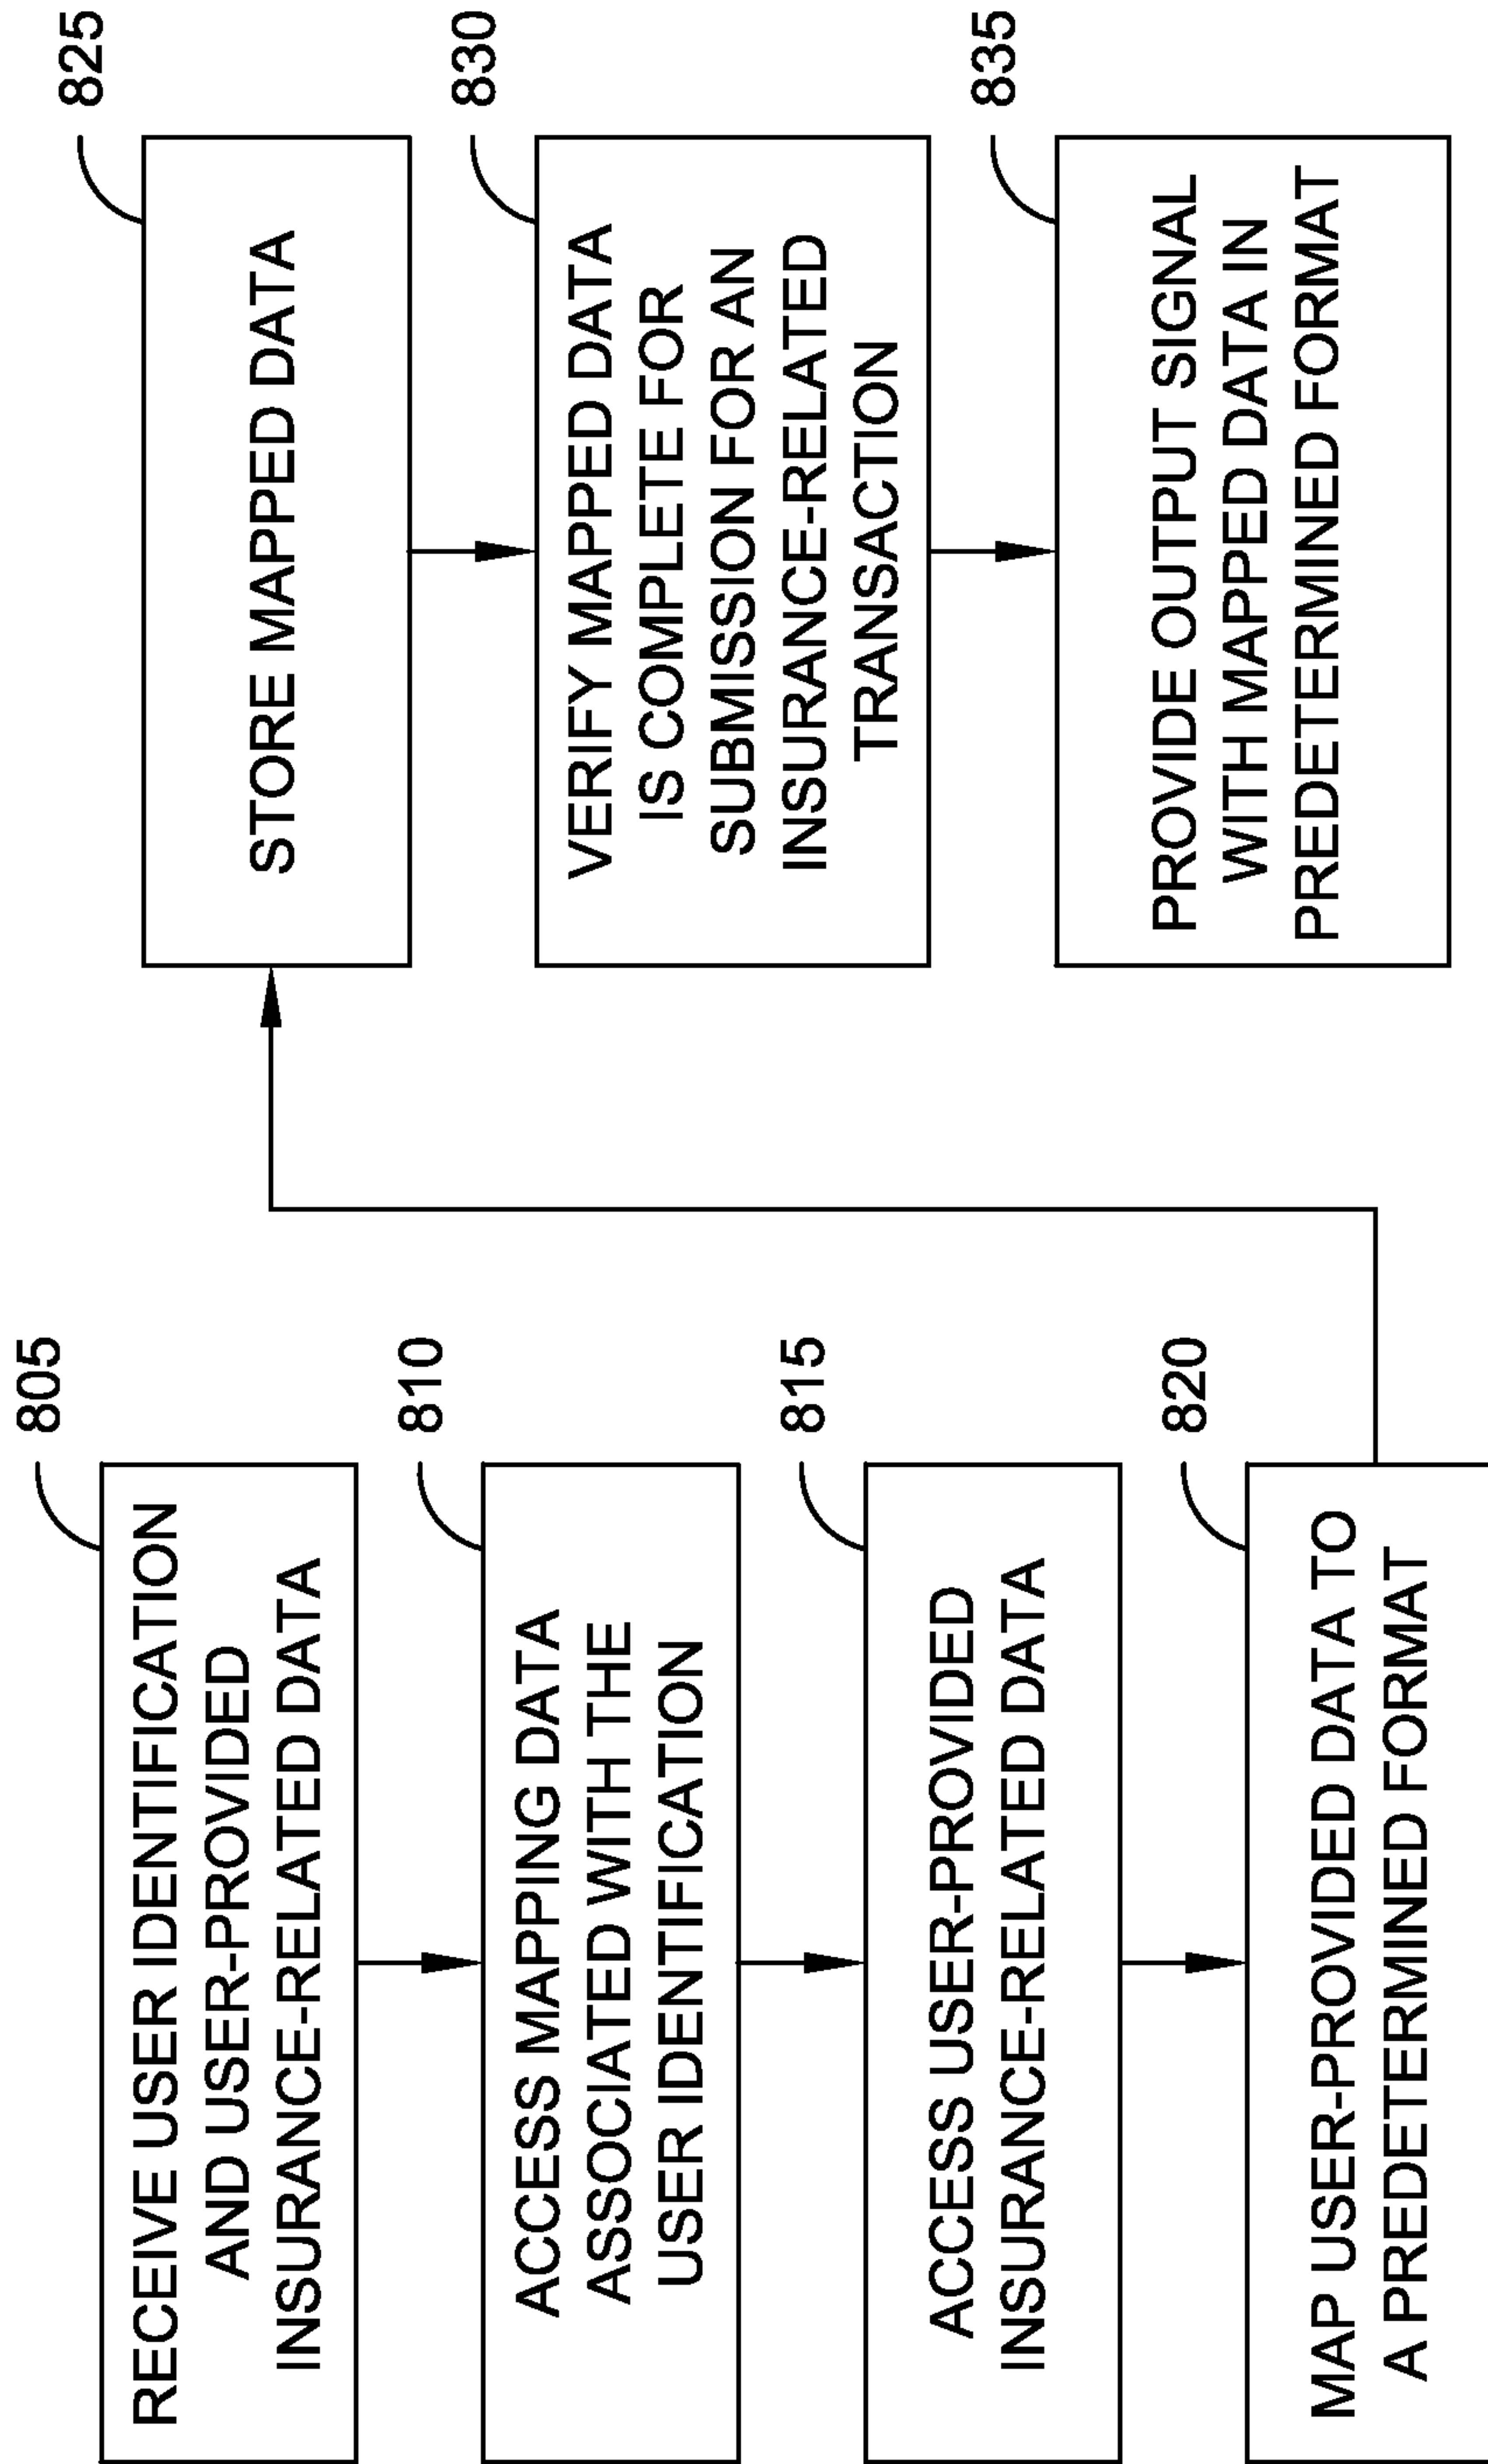 805
RECEIVE USER IDENTIFICATION
AND USER-PROVIDED
INSURANCE-RELATED DATA
810
ACCESS MAPPING DATA
ASSOCIATED WITH THE
USER IDENTIFICATION
815
ACCESS USER-PROVIDED
INSURANCE-RELATED DATA
820
MAP USER-PROVIDED DATA TO
A PREDETERMINED FORMAT
825
STORE MAPPED DATA
830
VERIFY MAPPED DATA
IS COMPLETE FOR
SUBMISSION FOR AN
INSURANCE-RELATED
TRANSACTION
835
PROVIDE OUTPUT SIGNAL
WITH MAPPED DATA IN
PREDETERMINED FORMAT